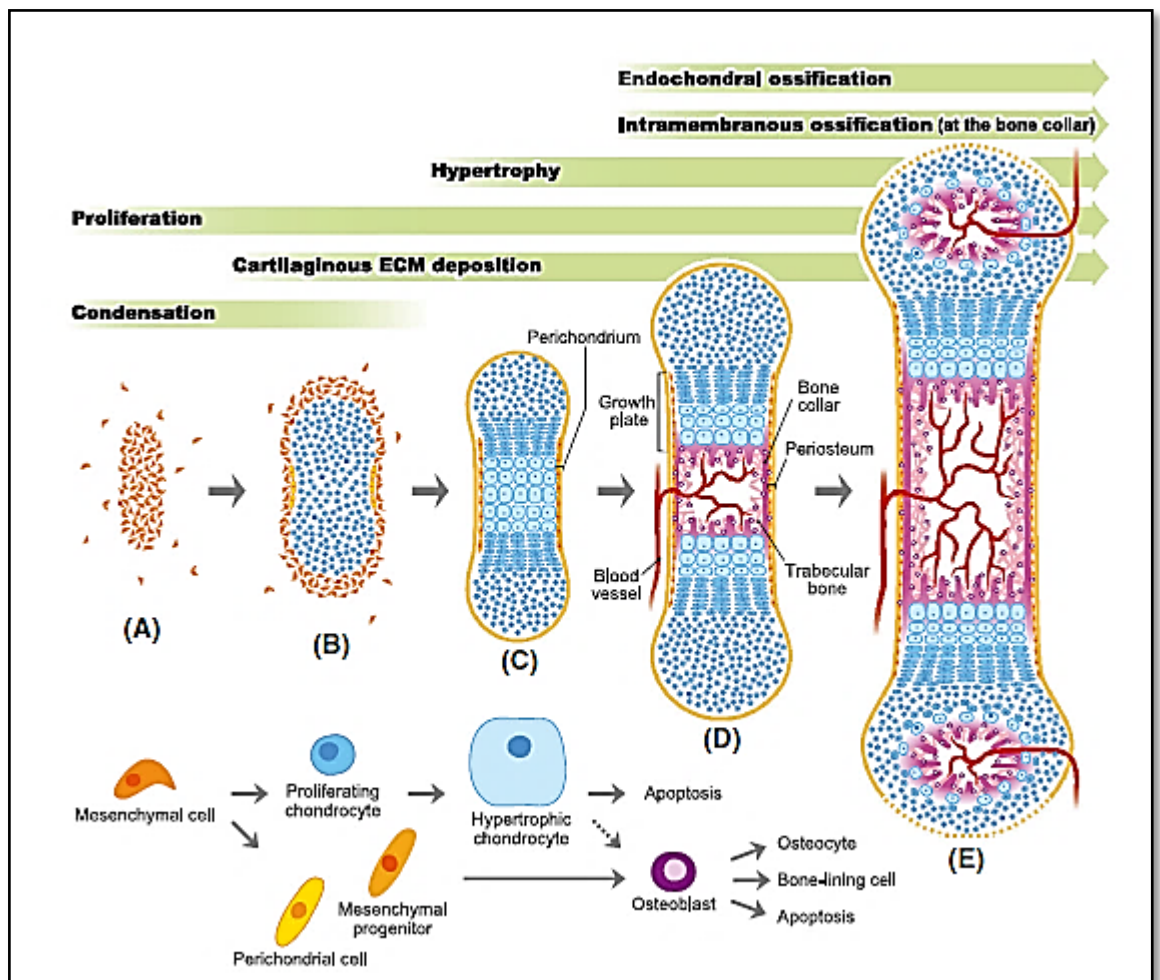 Endochondral ossification
Intramembranous ossification (at the bone collar)
Hypertrophy
Proliferation
Cartilaginous ECM deposition
Condensation
Perichondrium
Growth
plate
Bone
collar
Periosteum
Blood
vessel
Trabecular
bone
(A)
(B)
(C)
(D)
(E)
Mesenchymal cell
Proliferating
chondrocyte
Hypertrophic
chondrocyte
Apoptosis
Perichondrial cell
Mesenchymal
progenitor
Osteoblast
Osteocyte
Bone-lining cell
Apoptosis